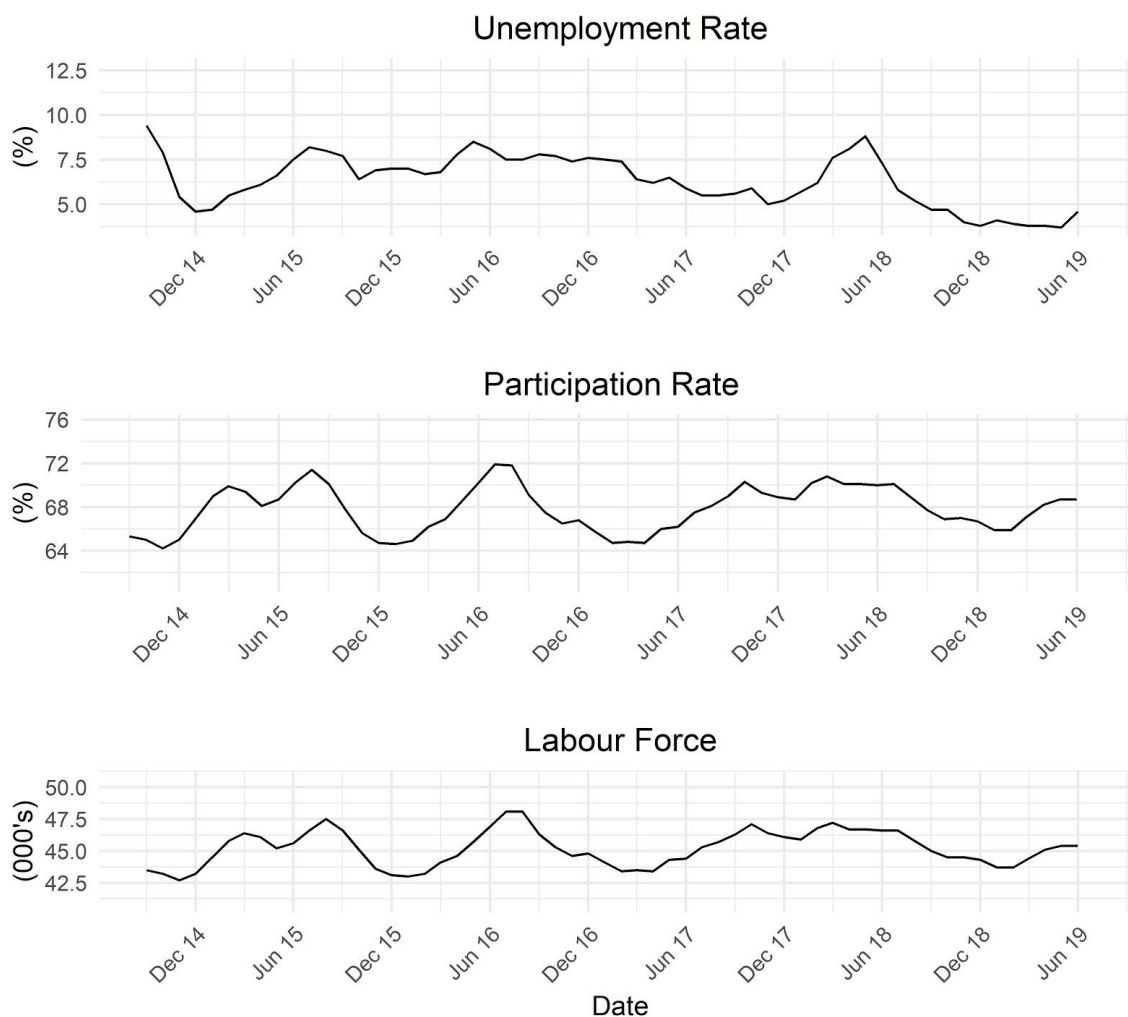 Unemployment Rate
(%)
12.5
10.0
7.5
5.0
Dec 14
Jun 15
Dec 15
Jun 16
Dec 16
Jun 17
Dec 17
Jun 18
Dec 18
Jun 19
Participation Rate
(%)
76
72
68
64
Dec 14
Jun 15
Dec 15
Jun 16
Dec 16
Jun 17
Dec 17
Jun 18
Dec 18
Jun 19
Labour Force
(000's)
50.0
47.5
45.0
42.5
Dec 14
Jun 15
Dec 15
Jun 16
Dec 16
Jun 17
Dec 17
Jun 18
Dec 18
Jun 19
Date